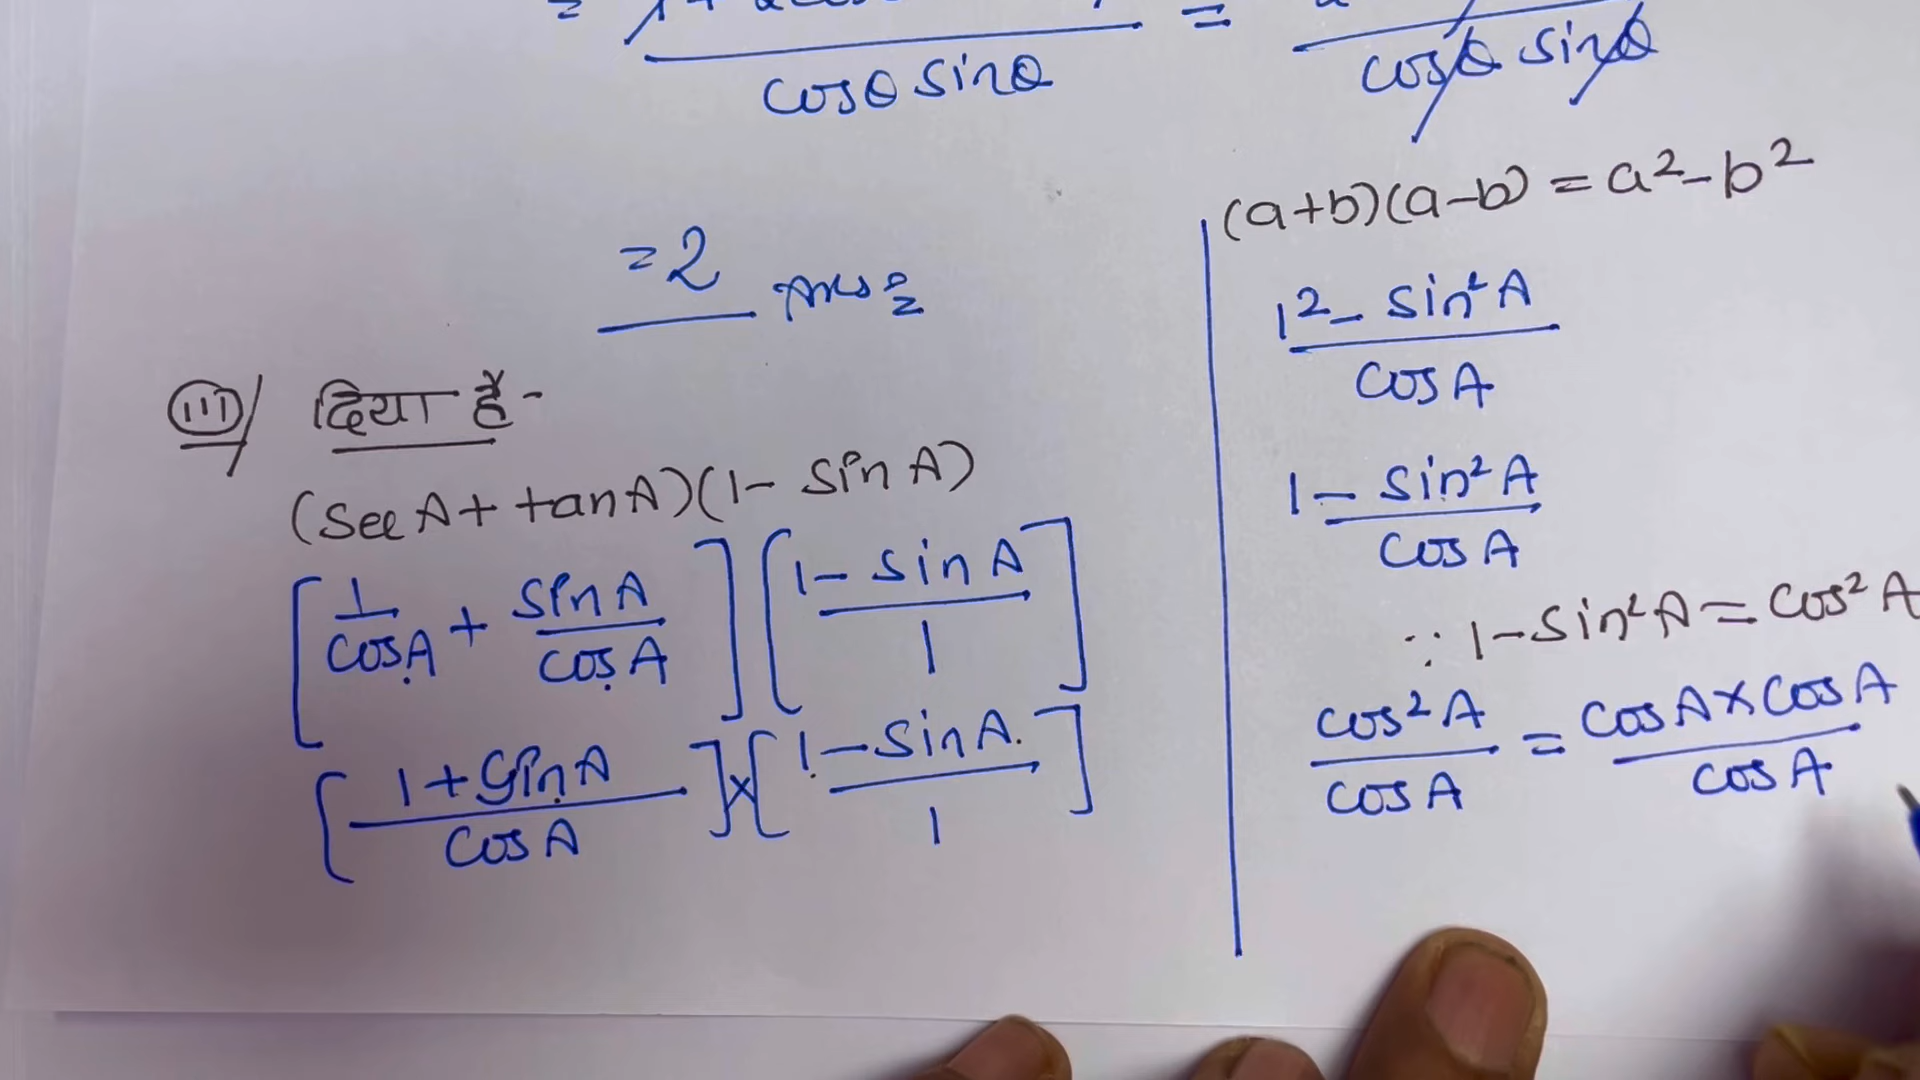 =
=
cosθ sinθ
cosθ sinθ
=2 Ans
(iii) दिया है-
(Sec A + tan A)(1 - Sin A)
[1/cos A + Sin A/cos A] [1 - Sin A/1]
[1 + Sin A/cos A] × [1 - Sin A/1]
(a+b)(a-b) = a² - b²
1² - Sin²A
cos A
1 - Sin²A
cos A
∵ 1 - Sin²A = cos²A
cos²A/cos A = cos A × cos A/cos A